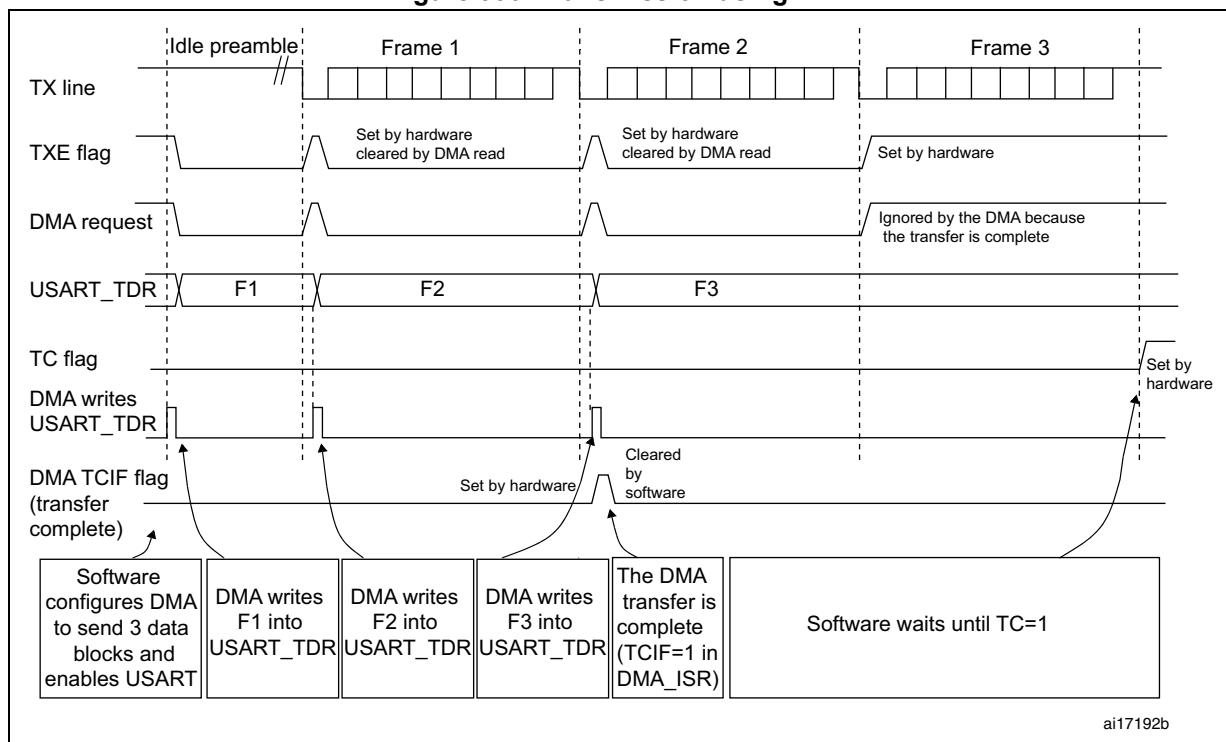 Idle preamble
Frame 1
Frame 2
Frame 3
TX line
TXE flag
Set by hardware
cleared by DMA read
Set by hardware
cleared by DMA read
Set by hardware
DMA request
Ignored by the DMA because
the transfer is complete
USART_TDR
F1
F2
F3
TC flag
Set by
hardware
DMA writes
USART_TDR
DMA TCIF flag
(transfer
complete)
Set by hardware
Cleared
by
software
Software
configures DMA
to send 3 data
blocks and
enables USART
DMA writes
F1 into
USART_TDR
DMA writes
F2 into
USART_TDR
DMA writes
F3 into
USART_TDR
The DMA
transfer is
complete
(TCIF=1 in
DMA_ISR)
Software waits until TC=1
ai17192b